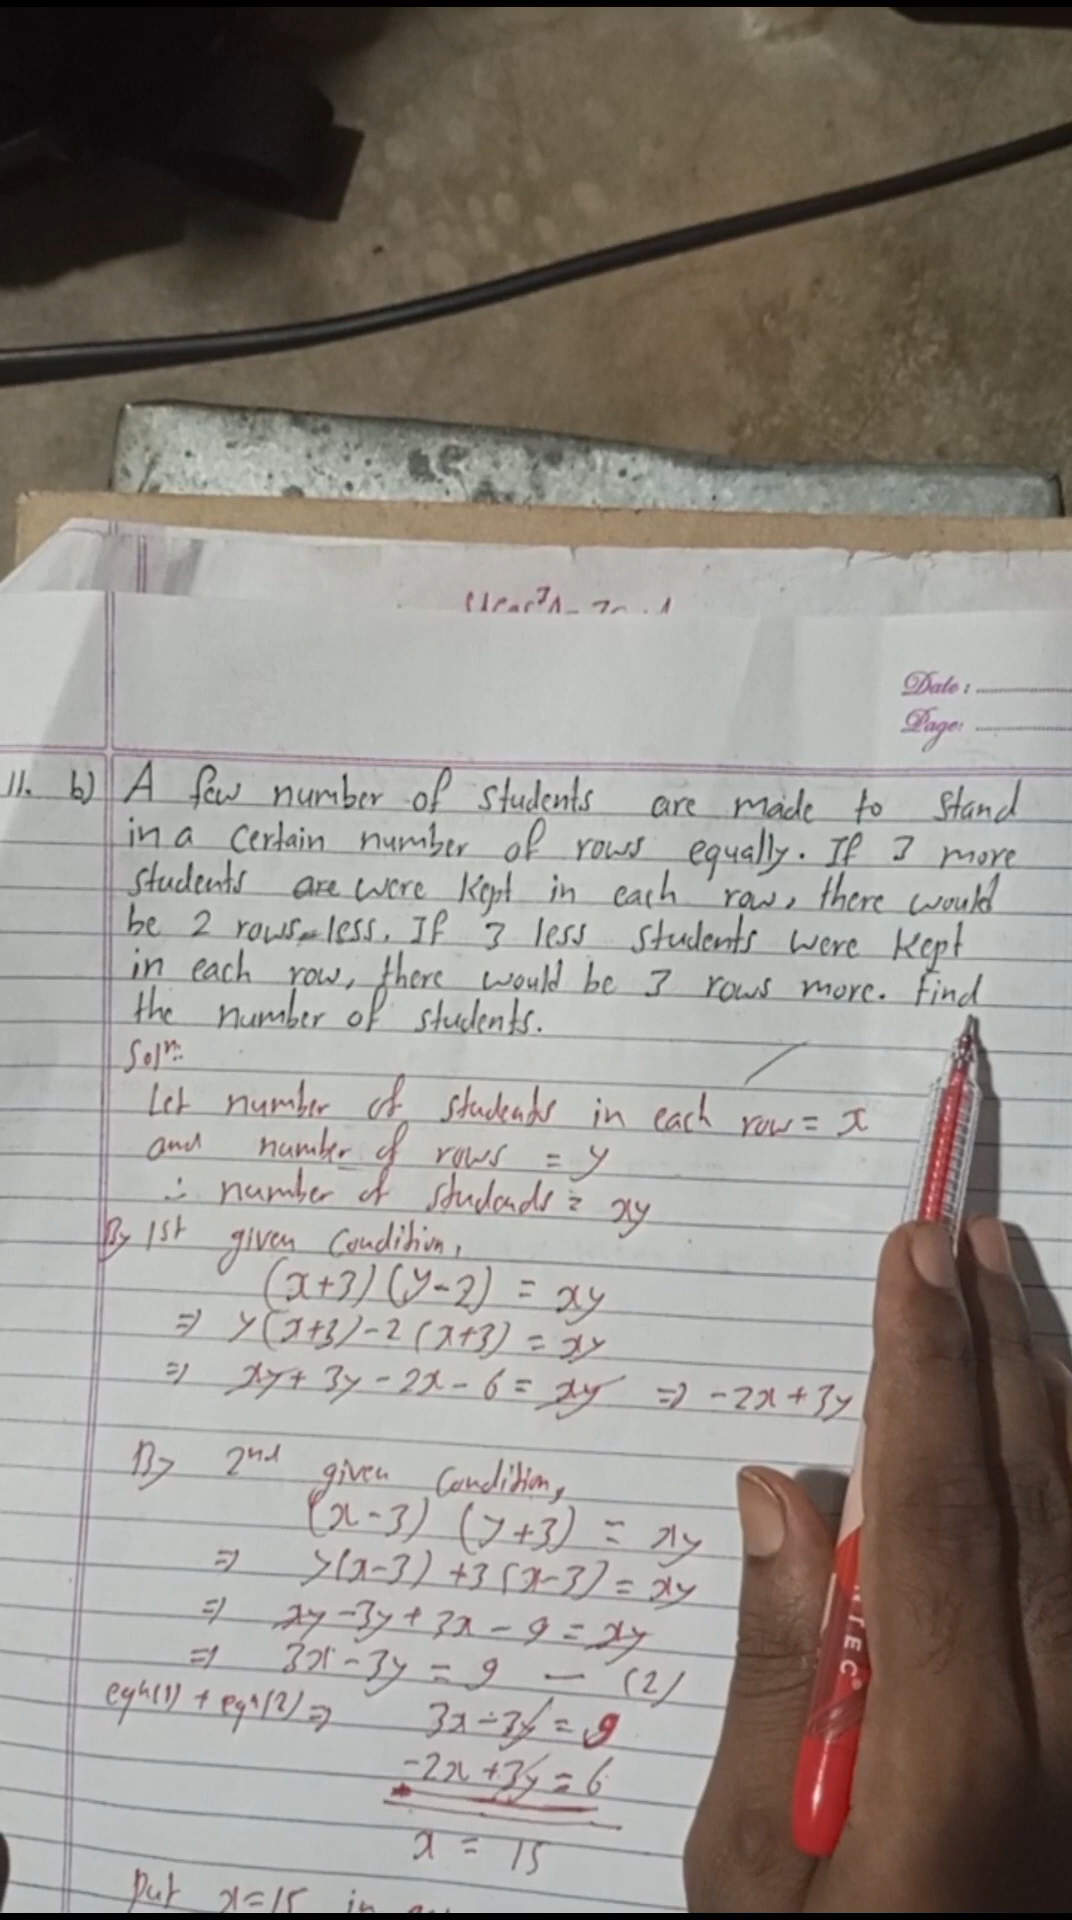 Date:
Page:
11. b) A few number of students are made to stand
in a certain number of rows equally. If 3 more
students are were kept in each row, there would
be 2 rows less. If 3 less students were kept
in each row, there would be 3 rows more. Find
the number of students.
Solⁿ:
Let number of students in each row = x
and number of rows = y
∴ number of students = xy
By 1st given condition,
(x+3) (y-2) = xy
⇒ y(x+3)-2(x+3) = xy
⇒ xy + 3y - 2x - 6 = xy ⇒ -2x + 3y
By 2nd given condition,
(x-3) (y+3) = xy
⇒ y(x-3) +3(x-3) = xy
⇒ xy -3y + 3x - 9 = xy
⇒ 3x - 3y = 9 — (2)
eqn(1) + eqn(2) ⇒ 3x - 3y = 9
-2x + 3y = 6
x = 15
put x=15 in